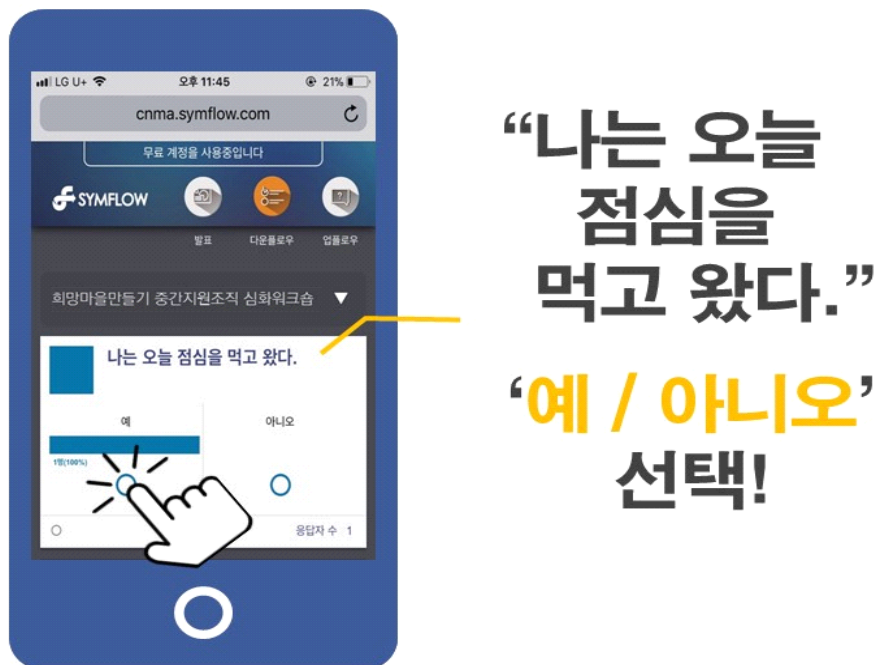 LG U+ 오후 11:45 21%
cnma.symflow.com
무료 계정을 사용중입니다
SYMFLOW
발표 다운플로우 업플로우
희망마을만들기 중간지원조직 심화워크숍 ▼
나는 오늘 점심을 먹고 왔다.
예 아니오
1명(100%)
응답자 수 1
“나는 오늘
점심을
먹고 왔다.”
‘예 / 아니오’
선택!